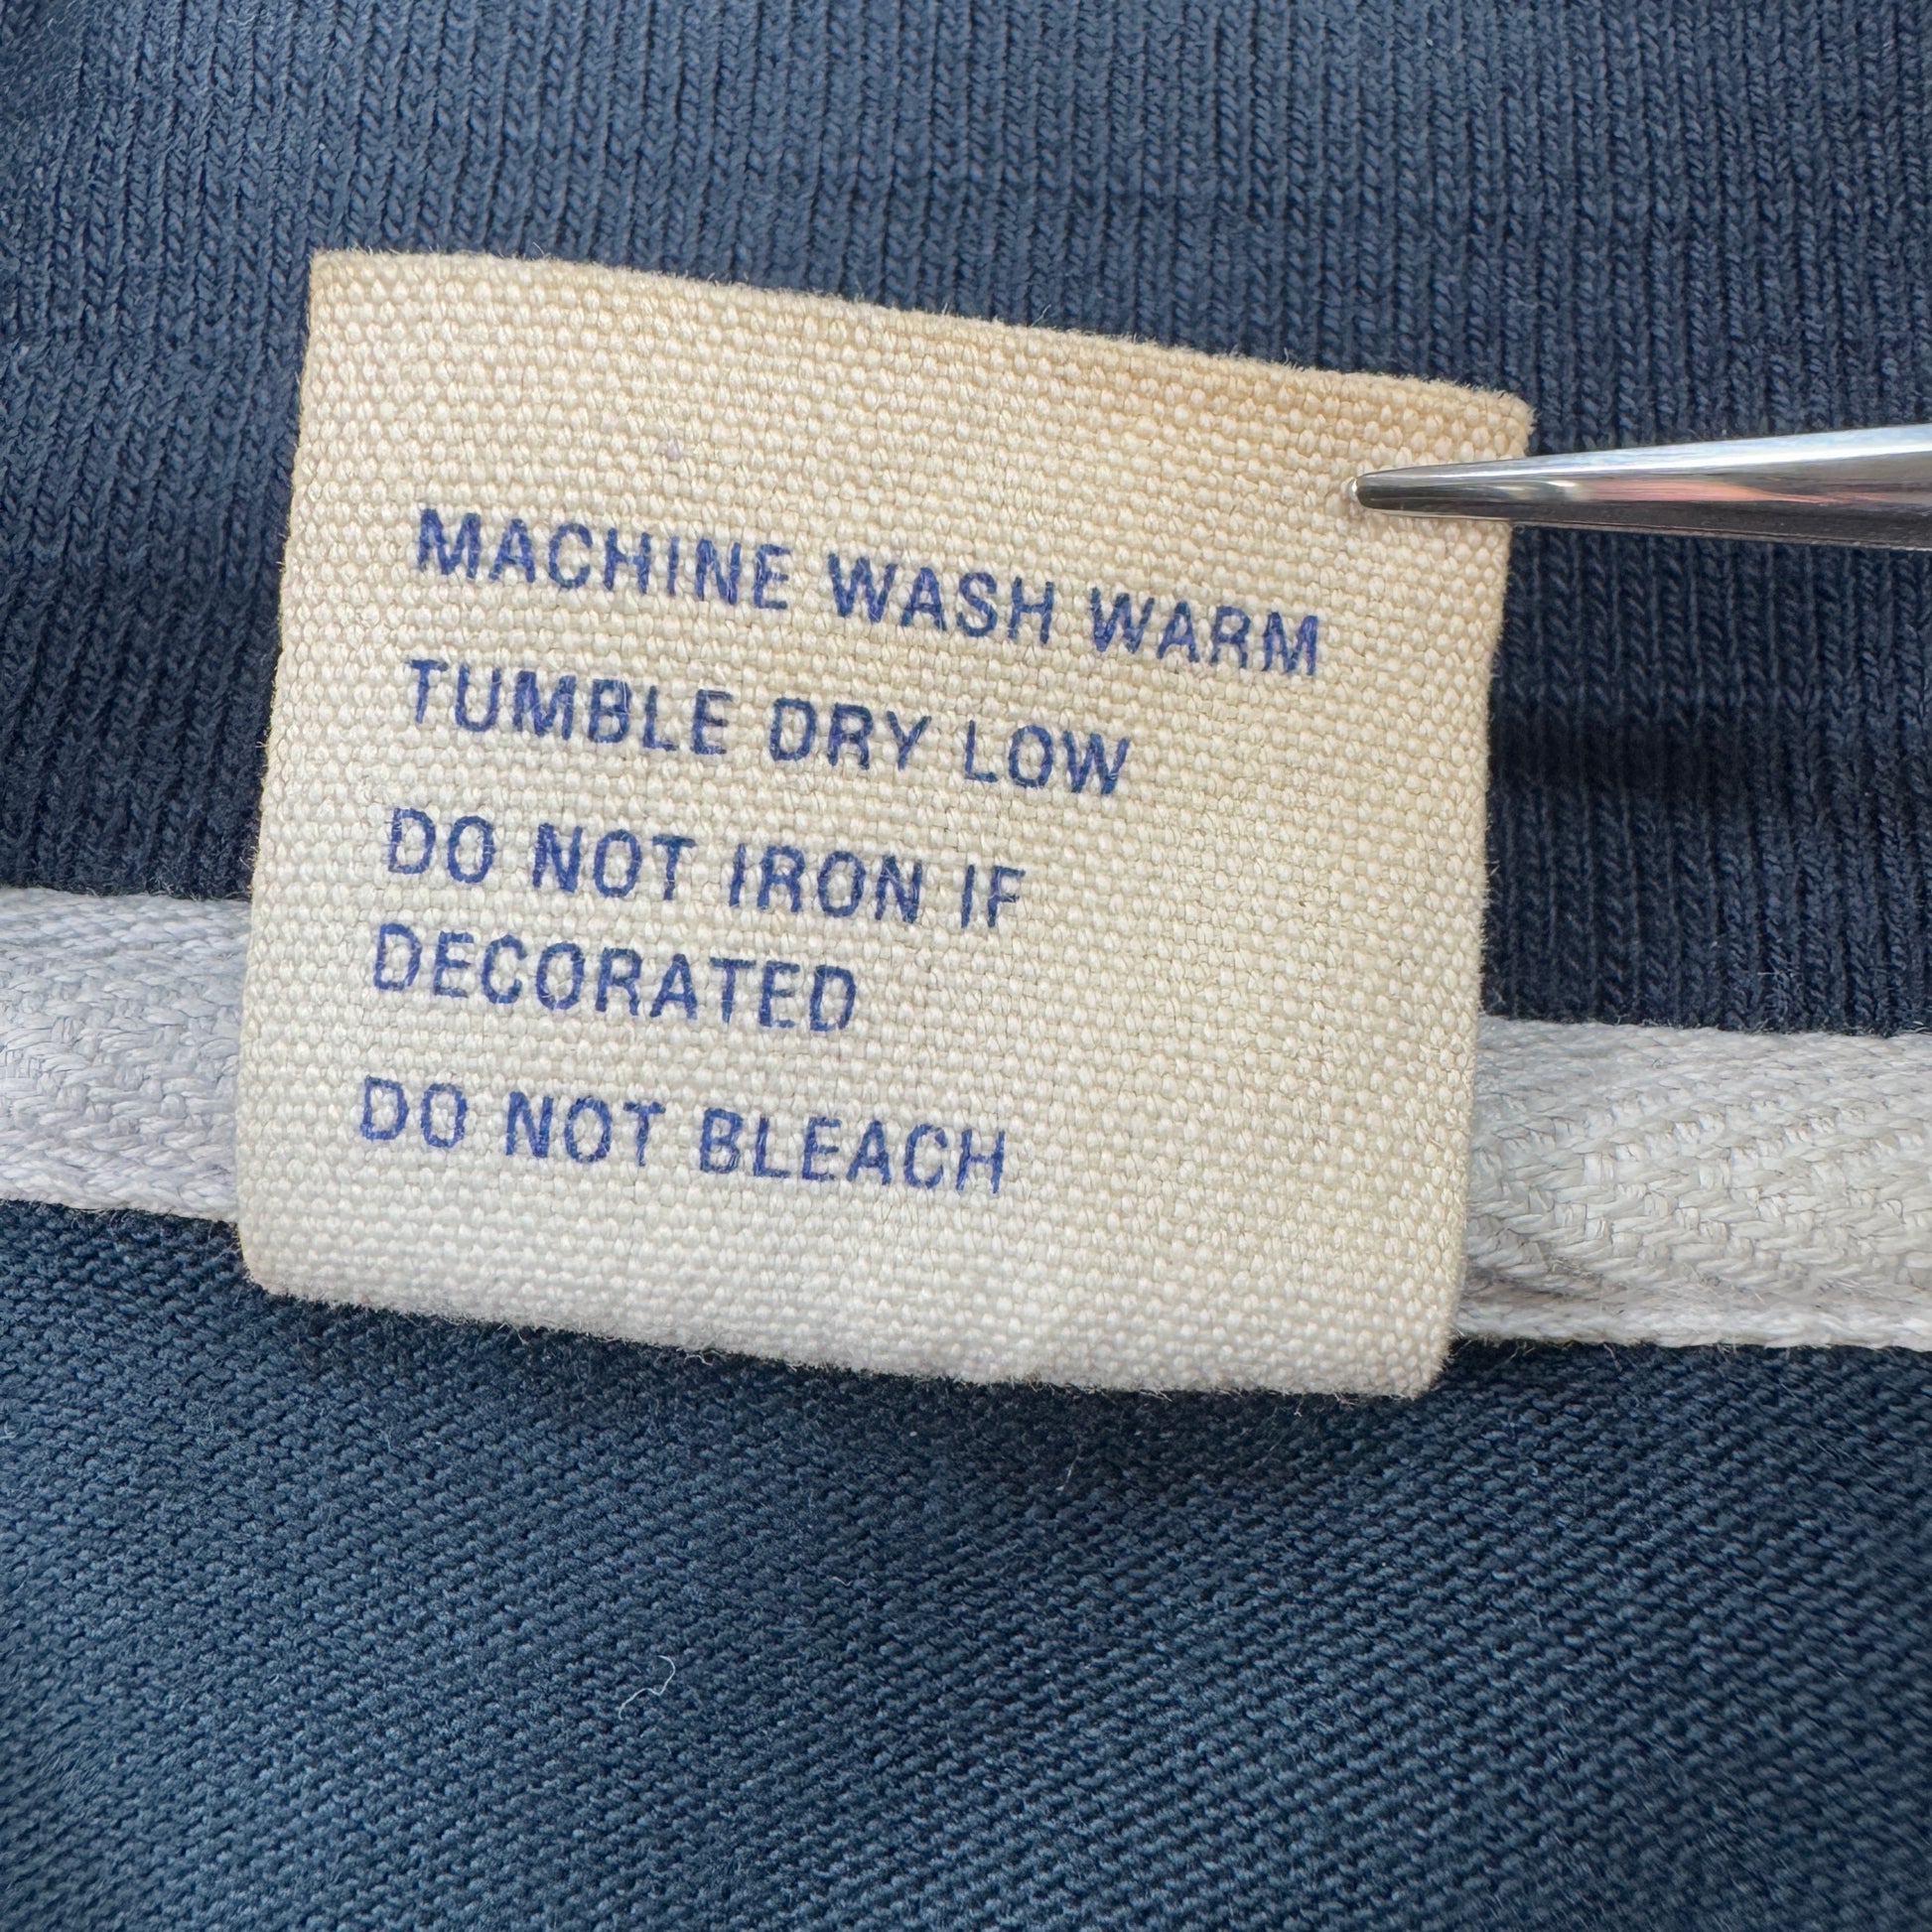 MACHINE WASH WARM
TUMBLE DRY LOW
DO NOT IRON IF
DECORATED
DO NOT BLEACH